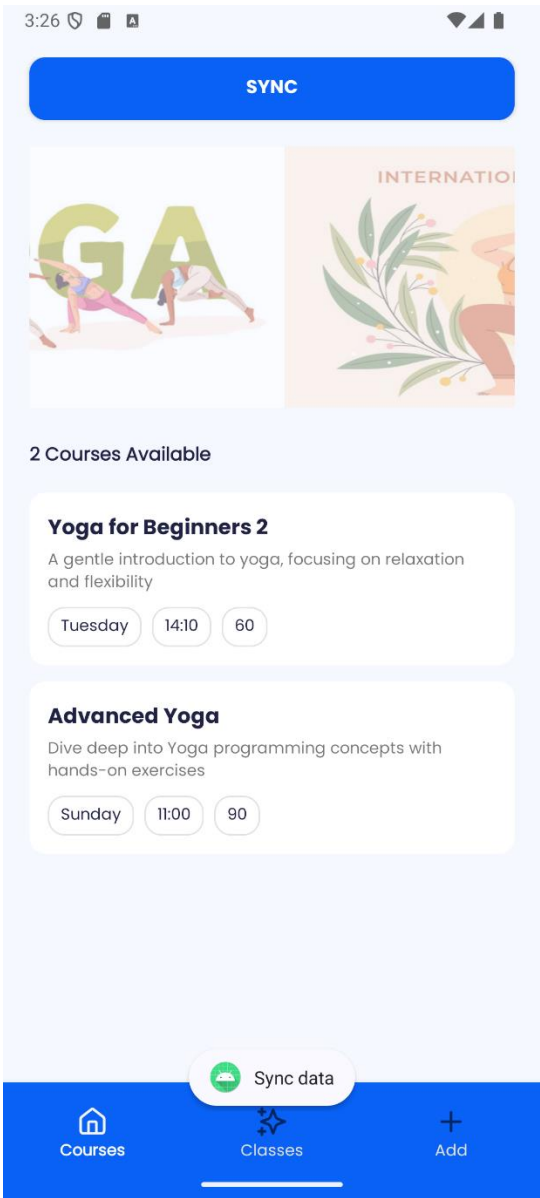 3:26
SYNC
OGA
INTERNATIO
2 Courses Available
Yoga for Beginners 2
A gentle introduction to yoga, focusing on relaxation
and flexibility
Tuesday 14:10 60
Advanced Yoga
Dive deep into Yoga programming concepts with
hands-on exercises
Sunday 11:00 90
Sync data
Courses Classes Add